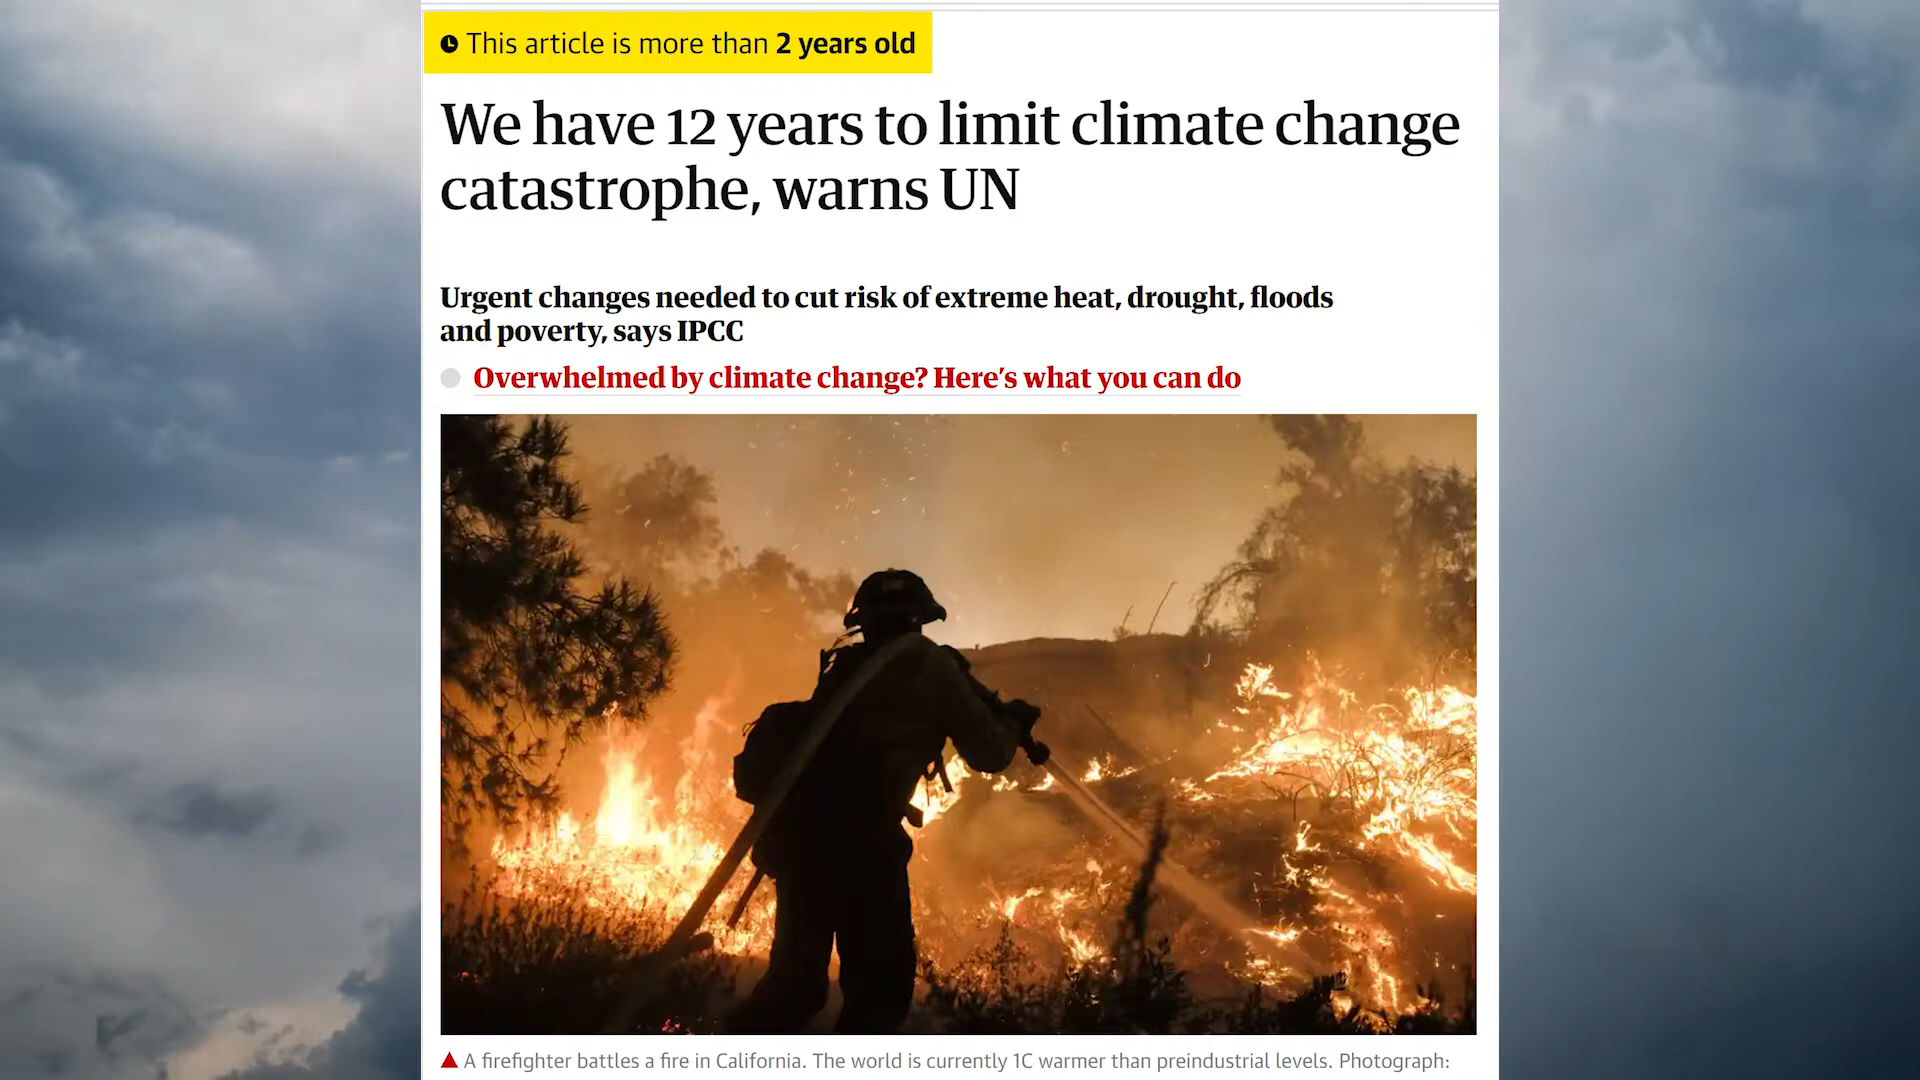 This article is more than 2 years old
We have 12 years to limit climate change
catastrophe, warns UN
Urgent changes needed to cut risk of extreme heat, drought, floods
and poverty, says IPCC
Overwhelmed by climate change? Here’s what you can do
A firefighter battles a fire in California. The world is currently 1C warmer than preindustrial levels. Photograph: